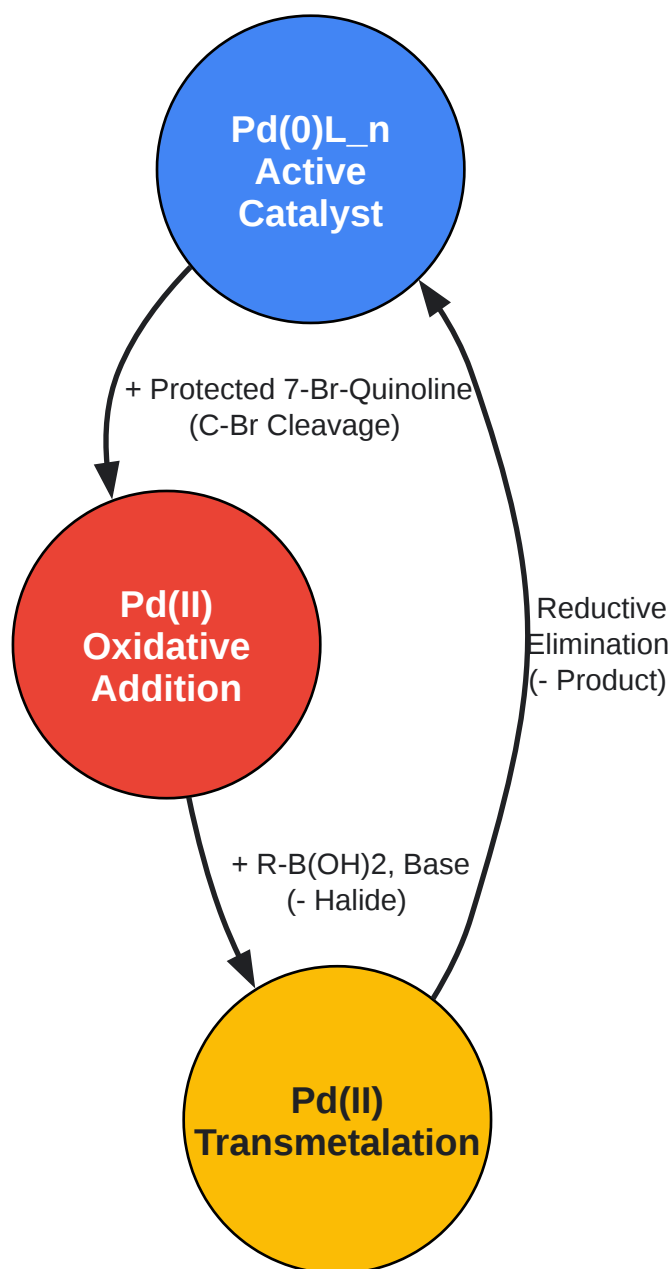 Pd(0)L_n
Active
Catalyst
+ Protected 7-Br-Quinoline
(C-Br Cleavage)
Pd(II)
Oxidative
Addition
Reductive
Elimination
(- Product)
+ R-B(OH)2, Base
(- Halide)
Pd(II)
Transmetalation